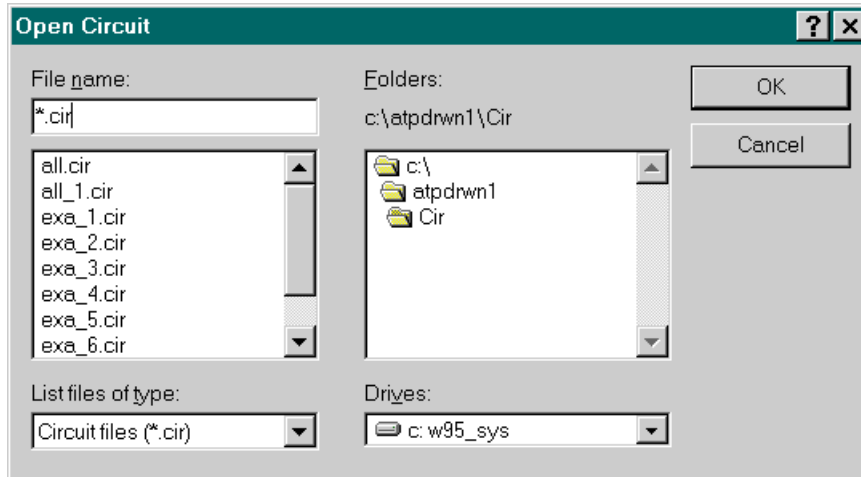 Open Circuit
File name:
*.cir
all.cir
all_1.cir
exa_1.cir
exa_2.cir
exa_3.cir
exa_4.cir
exa_5.cir
exa_6.cir
List files of type:
Circuit files (*.cir)
Folders:
c:\atpdrwn1\Cir
c:\
atpdrwn1
Cir
Drives:
c: w95_sys
OK
Cancel